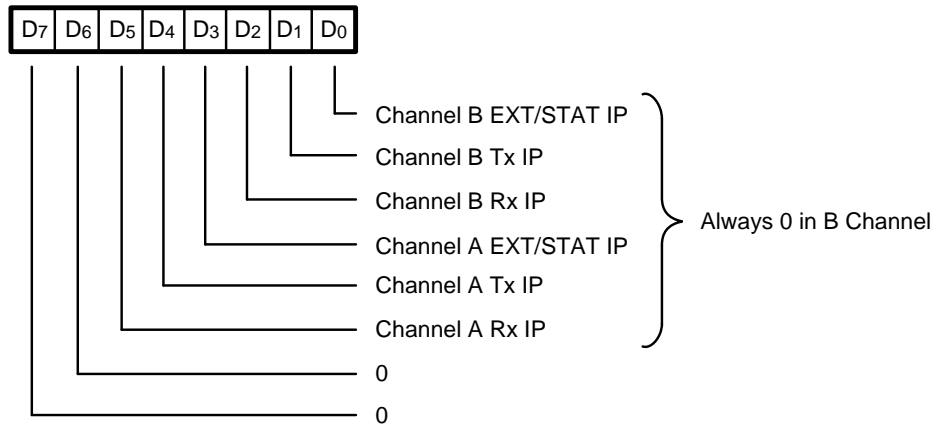 D7 D6 D5 D4 D3 D2 D1 D0
Channel B EXT/STAT IP
Channel B Tx IP
Channel B Rx IP
Channel A EXT/STAT IP
Channel A Tx IP
Channel A Rx IP
0
0
Always 0 in B Channel